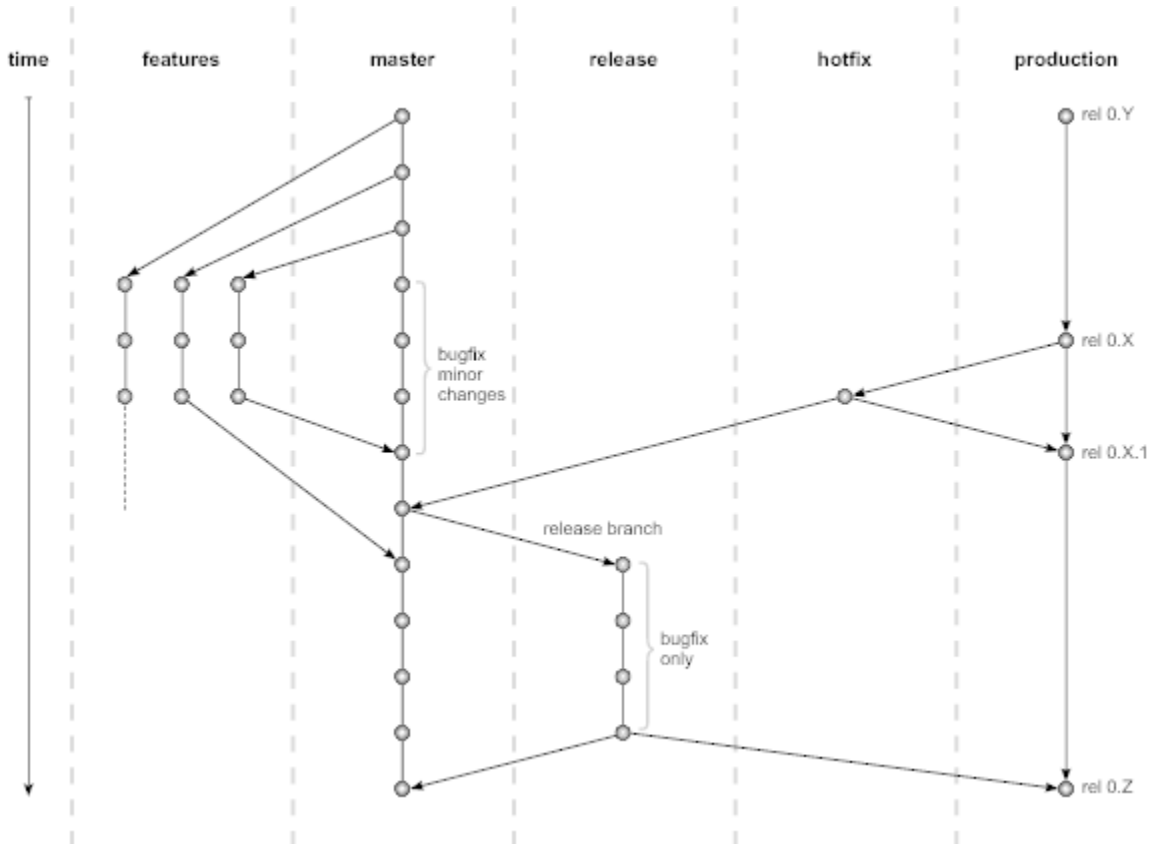 time
features
master
release
hotfix
production
rel 0.Y
rel 0.X
bugfix
minor
changes
rel 0.X.1
release branch
bugfix
only
rel 0.Z